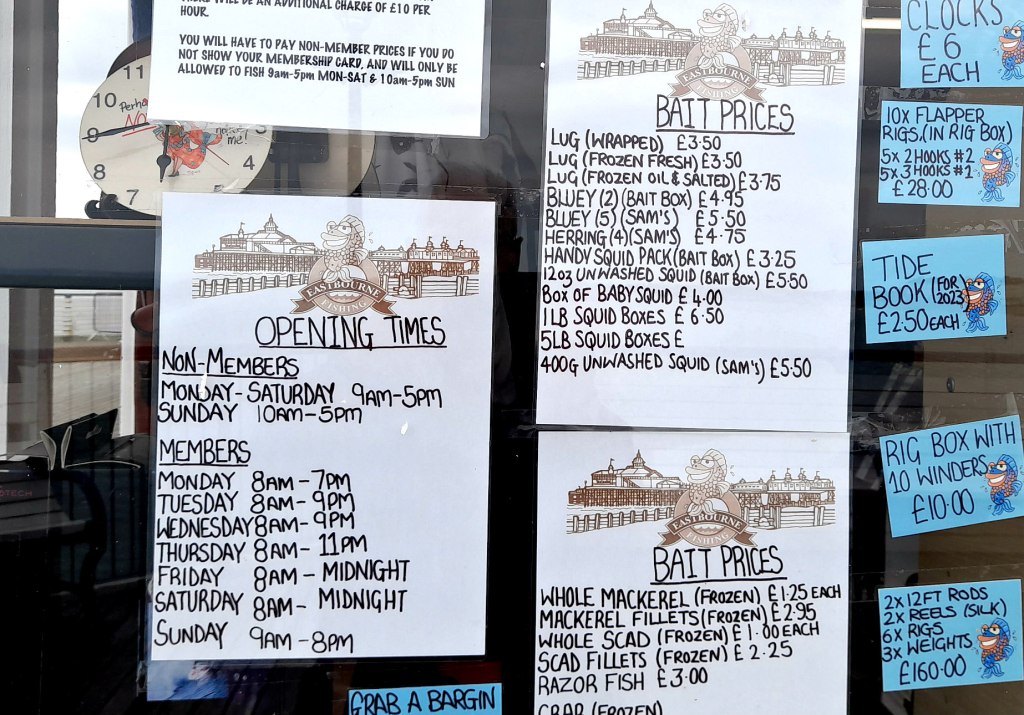 THERE WILL BE AN ADDITIONAL CHARGE OF £10 PER
HOUR.
YOU WILL HAVE TO PAY NON-MEMBER PRICES IF YOU DO
NOT SHOW YOUR MEMBERSHIP CARD, AND WILL ONLY BE
ALLOWED TO FISH 9am-5pm MON-SAT & 10am-5pm SUN
11
10
9
8
7
4
EASTBOURNE
FISHING
OPENING TIMES
NON-MEMBERS
MONDAY-SATURDAY 9AM-5PM
SUNDAY 10AM-5PM
MEMBERS
MONDAY 8AM-7PM
TUESDAY 8AM-9PM
WEDNESDAY 8AM-9PM
THURSDAY 8AM-11PM
FRIDAY 8AM-MIDNIGHT
SATURDAY 8AM-MIDNIGHT
SUNDAY 9AM-8PM
GRAB A BARGIN
EASTBOURNE
FISHING
BAIT PRICES
LUG (WRAPPED) £3.50
LUG (FROZEN FRESH) £3.50
LUG (FROZEN OIL & SALTED) £3.75
BLUEY (2) (BAIT BOX) £4.95
BLUEY (5) (SAM'S) £5.50
HERRING (4) (SAM'S) £4.75
HANDY SQUID PACK (BAIT BOX) £3.25
12oz UNWASHED SQUID (BAIT BOX) £5.50
BOX OF BABY SQUID £4.00
1LB SQUID BOXES £6.50
5LB SQUID BOXES £
400G UNWASHED SQUID (SAM'S) £5.50
EASTBOURNE
FISHING
BAIT PRICES
WHOLE MACKEREL (FROZEN) £1.25 EACH
MACKEREL FILLETS (FROZEN) £2.95
WHOLE SCAD (FROZEN) £1.00 EACH
SCAD FILLETS (FROZEN) £2.25
RAZOR FISH £3.00
CRAB (FROZEN)
CLOCKS
£6
EACH
10X FLAPPER
RIGS, (IN RIG BOX)
5x 2 HOOKS #2
5x 3 HOOKS #2
£28.00
TIDE
BOOK (FOR 2023)
£2.50 EACH
RIG BOX WITH
10 WINDERS
£10.00
2X 12FT RODS
2X REELS (SILK)
6X RIGS
3X WEIGHTS
£160.00